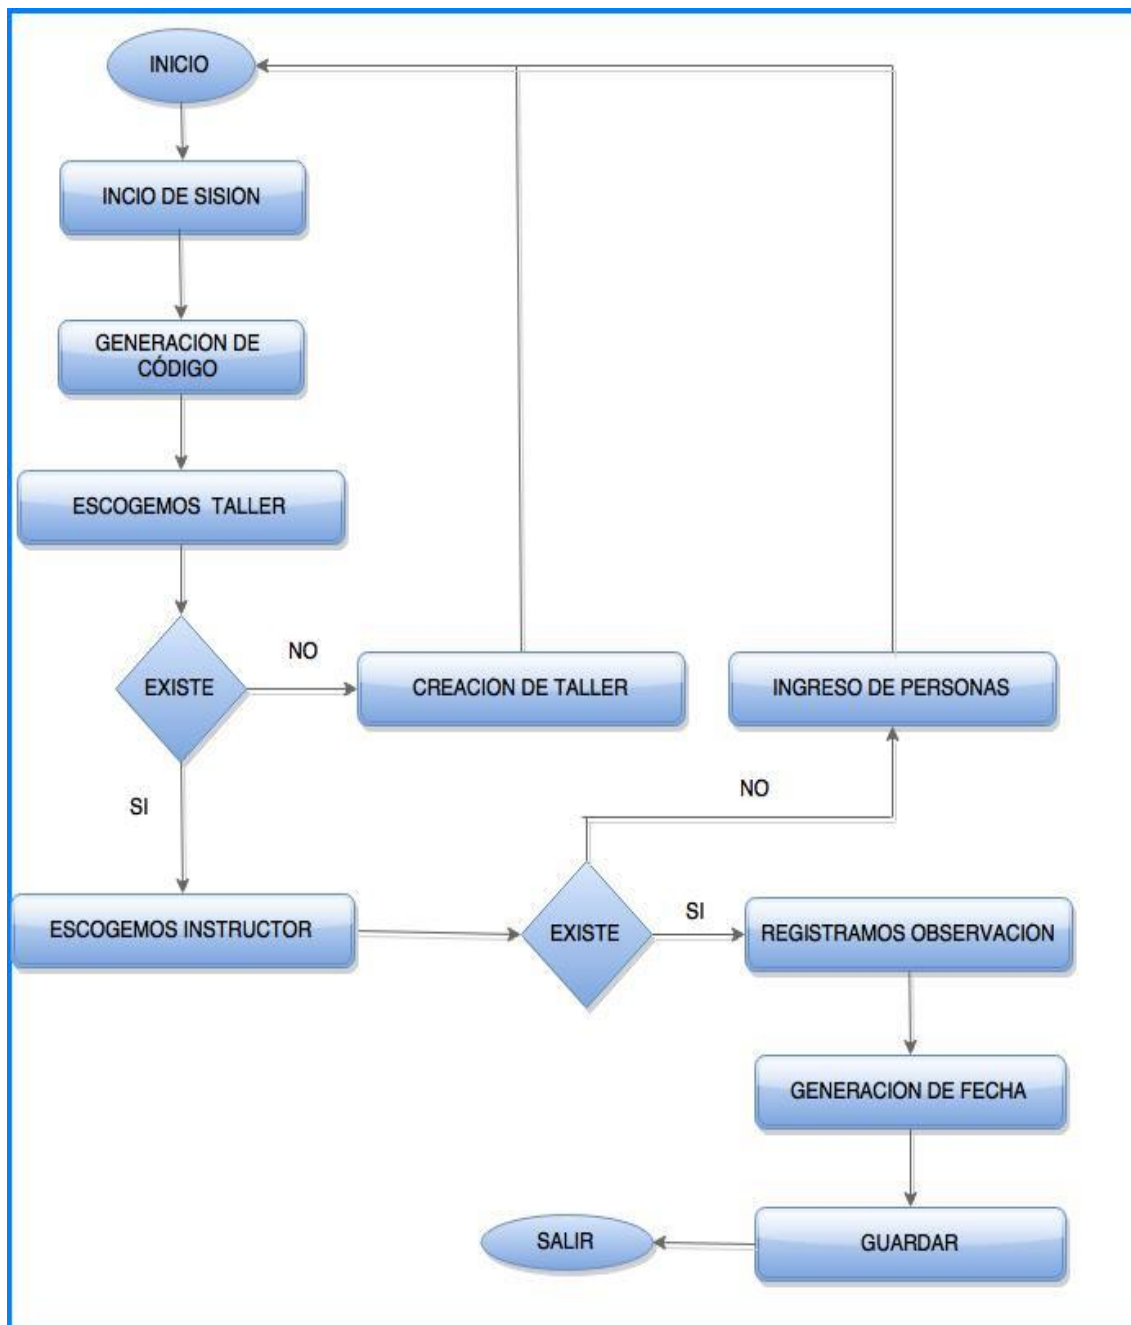 INICIO
INCIO DE SISION
GENERACION DE
CÓDIGO
ESCOGEMOS TALLER
EXISTE
NO
CREACION DE TALLER
INGRESO DE PERSONAS
SI
NO
ESCOGEMOS INSTRUCTOR
EXISTE
SI
REGISTRAMOS OBSERVACION
GENERACION DE FECHA
GUARDAR
SALIR